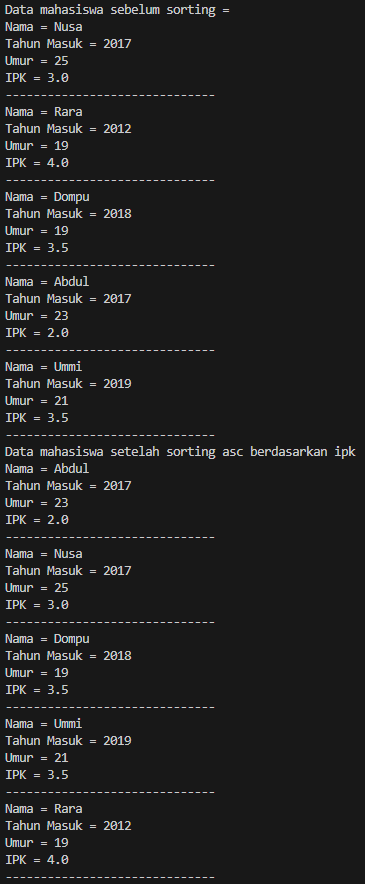 Data mahasiswa sebelum sorting =
Nama = Nusa
Tahun Masuk = 2017
Umur = 25
IPK = 3.0
------------------------------
Nama = Rara
Tahun Masuk = 2012
Umur = 19
IPK = 4.0
------------------------------
Nama = Dompu
Tahun Masuk = 2018
Umur = 19
IPK = 3.5
------------------------------
Nama = Abdul
Tahun Masuk = 2017
Umur = 23
IPK = 2.0
------------------------------
Nama = Ummi
Tahun Masuk = 2019
Umur = 21
IPK = 3.5
------------------------------
Data mahasiswa setelah sorting asc berdasarkan ipk
Nama = Abdul
Tahun Masuk = 2017
Umur = 23
IPK = 2.0
------------------------------
Nama = Nusa
Tahun Masuk = 2017
Umur = 25
IPK = 3.0
------------------------------
Nama = Dompu
Tahun Masuk = 2018
Umur = 19
IPK = 3.5
------------------------------
Nama = Ummi
Tahun Masuk = 2019
Umur = 21
IPK = 3.5
------------------------------
Nama = Rara
Tahun Masuk = 2012
Umur = 19
IPK = 4.0
------------------------------